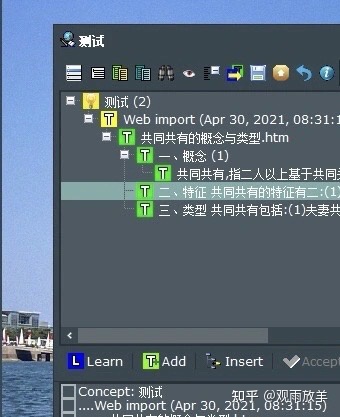 测试
测试 (2)
Web import (Apr 30, 2021, 08:31:1
共同共有的概念与类型.htm
一、概念 (1)
共同共有,指二人以上基于共同关
二、特征 共同共有的特征有二:(1)
三、类型 共同共有包括:(1)夫妻共
L Learn T Add Insert Accept
Concept: 测试
....Web import (Apr 30, 2021, 08:31:15)
知乎 @观雨放羊